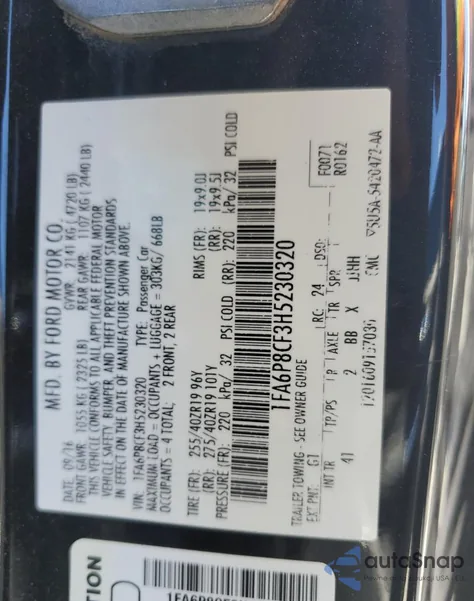 MFD. BY FORD MOTOR CO.
DATE: 09/16 GVWR: 2141 KG ( 4720 LB)
FRONT GAWR: 1055 KG ( 2325 LB) REAR GAWR: 1107 KG ( 2440 LB)
THIS VEHICLE CONFORMS TO ALL APPLICABLE FEDERAL MOTOR
VEHICLE SAFETY, BUMPER, AND THEFT PREVENTION STANDARDS
IN EFFECT ON THE DATE OF MANUFACTURE SHOWN ABOVE.
VIN: 1FA6P8CF3H5230320 TYPE: Passenger Car
MAXIMUM LOAD = OCCUPANTS + LUGGAGE = 303KG/ 668LB
OCCUPANTS = 4 TOTAL; 2 FRONT, 2 REAR
TIRE (FR): 255/40ZR19 96Y RIMS (FR): 19x9.0J
(RR): 275/40ZR19 101Y (RR): 19x9.5J
PRESSURE (FR): 220 kPa/ 32 PSI COLD (RR): 220 kPa/ 32 PSI COLD
1FA6P8CF3H5230320
TRAILER TOWING - SEE OWNER GUIDE
F0071
EXT PNT: G1 RC: 24 DSO: R0162
INT TR TP/PS R AXLE TR SPR
41 2 BB X JJHH
EMC
5U5A-5420472-AA
TION
autoSnap